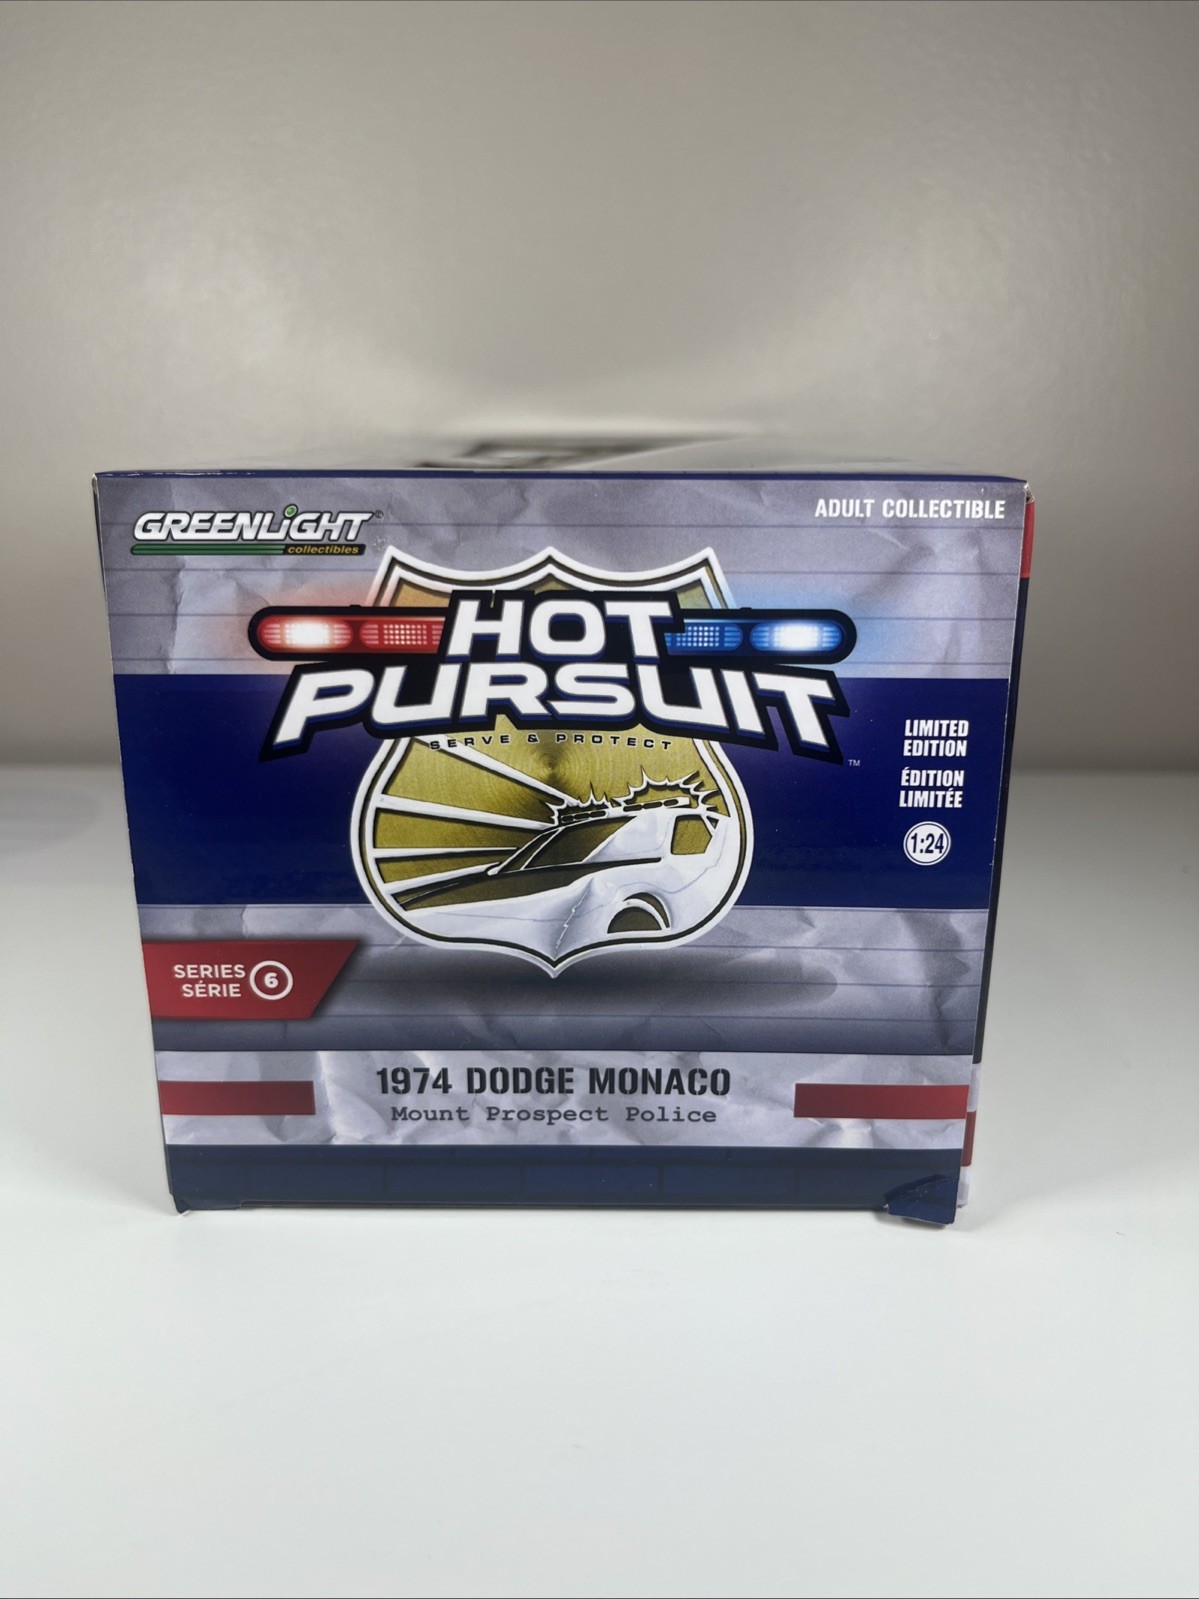 GREENLIGHT®
collectibles
ADULT COLLECTIBLE
HOT
PURSUIT™
SERVE & PROTECT
LIMITED
EDITION
ÉDITION
LIMITÉE
1:24
SERIES
SÉRIE
6
1974 DODGE MONACO
Mount Prospect Police